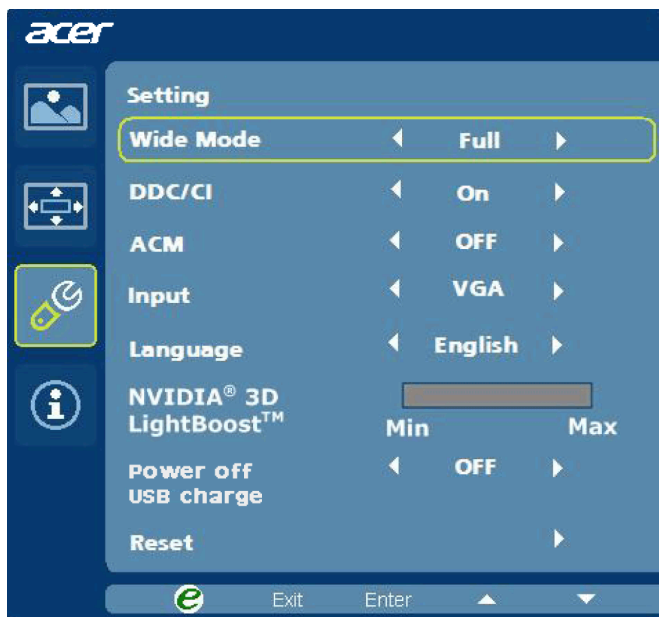 acer
Setting
Wide Mode Full
DDC/CI On
ACM OFF
Input VGA
Language English
NVIDIA® 3D
LightBoost™
Min Max
Power off OFF
USB charge
Reset
e Exit Enter